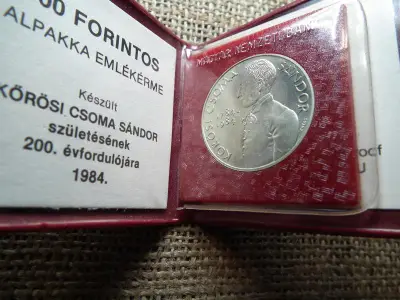 00 FORINTOS
ALPAKKA EMLÉKÉRME
Készült
KŐRÖSI CSOMA SÁNDOR
születésének
200. évfordulójára
1984.
MAGYAR NEMZETI BANK
KŐRÖSI CSOMA SÁNDOR